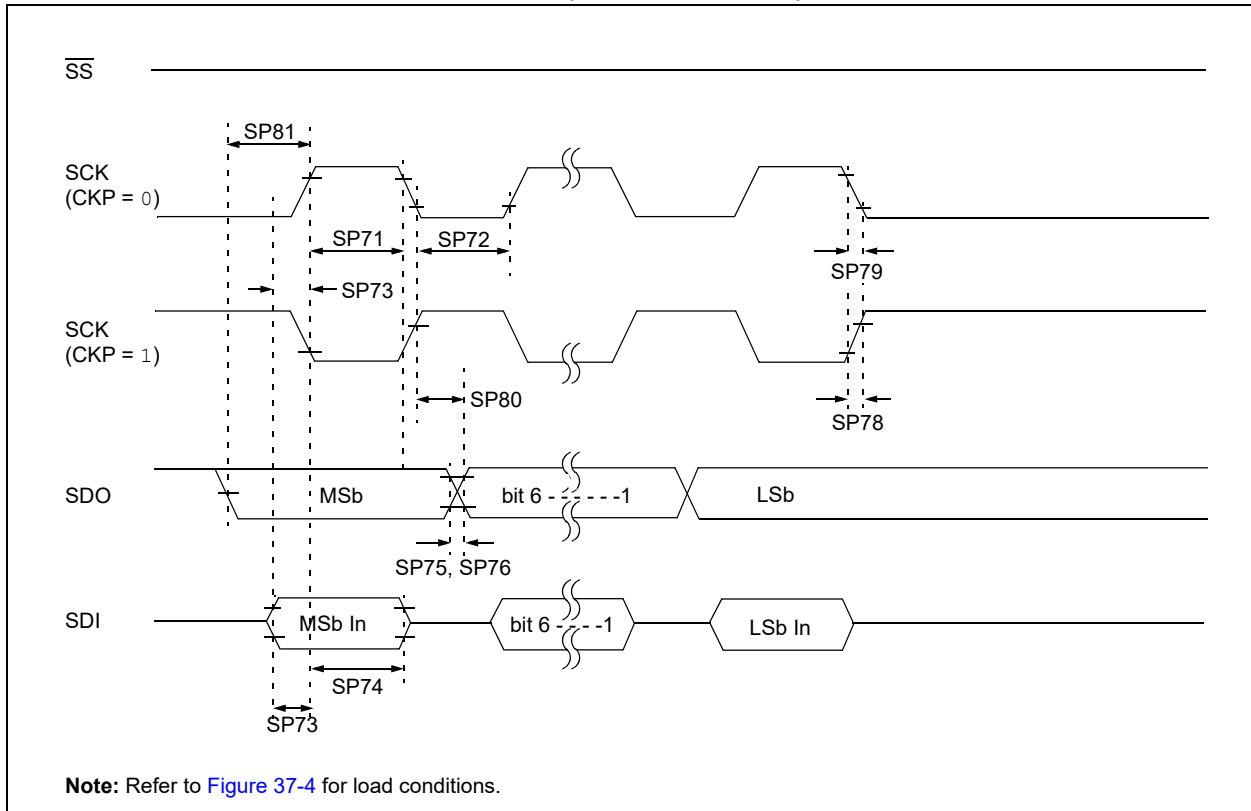 SS
SP81
SCK
(CKP = 0)
SP71
SP72
SP79
SP73
SCK
(CKP = 1)
SP80
SP78
SDO
MSb
bit 6 - - - - - -1
LSb
SP75, SP76
SDI
MSb In
bit 6 - - - -1
LSb In
SP74
SP73
Note: Refer to Figure 37-4 for load conditions.